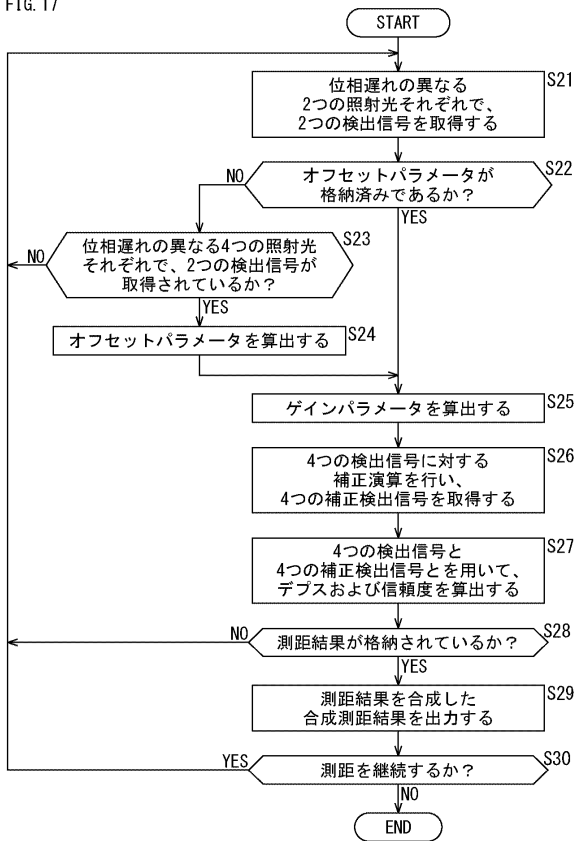 FIG. 17
START
S21
位相遅れの異なる
2つの照射光それぞれで、
2つの検出信号を取得する
S22
オフセットパラメータが
格納済みであるか?
NO
YES
S23
位相遅れの異なる4つの照射光
それぞれで、2つの検出信号が
取得されているか?
NO
YES
S24
オフセットパラメータを算出する
S25
ゲインパラメータを算出する
S26
4つの検出信号に対する
補正演算を行い、
4つの補正検出信号を取得する
S27
4つの検出信号と
4つの補正検出信号とを用いて、
デプスおよび信頼度を算出する
S28
NO
測距結果が格納されているか?
YES
S29
測距結果を合成した
合成測距結果を出力する
S30
YES
測距を継続するか?
NO
END